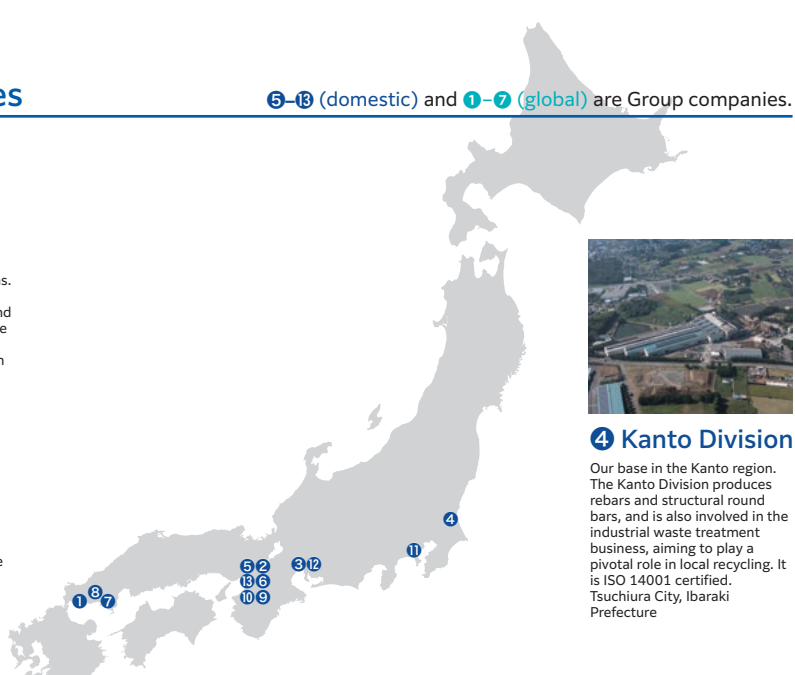 es
❺–⓭ (domestic) and ❶–❼ (global) are Group companies.
s.
nd
e
n
e
❹
⓫
❺❷
❸⓬
⓭❻
❿❾
❽
❶
❼
❹ Kanto Division
Our base in the Kanto region.
The Kanto Division produces
rebars and structural round
bars, and is also involved in the
industrial waste treatment
business, aiming to play a
pivotal role in local recycling. It
is ISO 14001 certified.
Tsuchiura City, Ibaraki
Prefecture